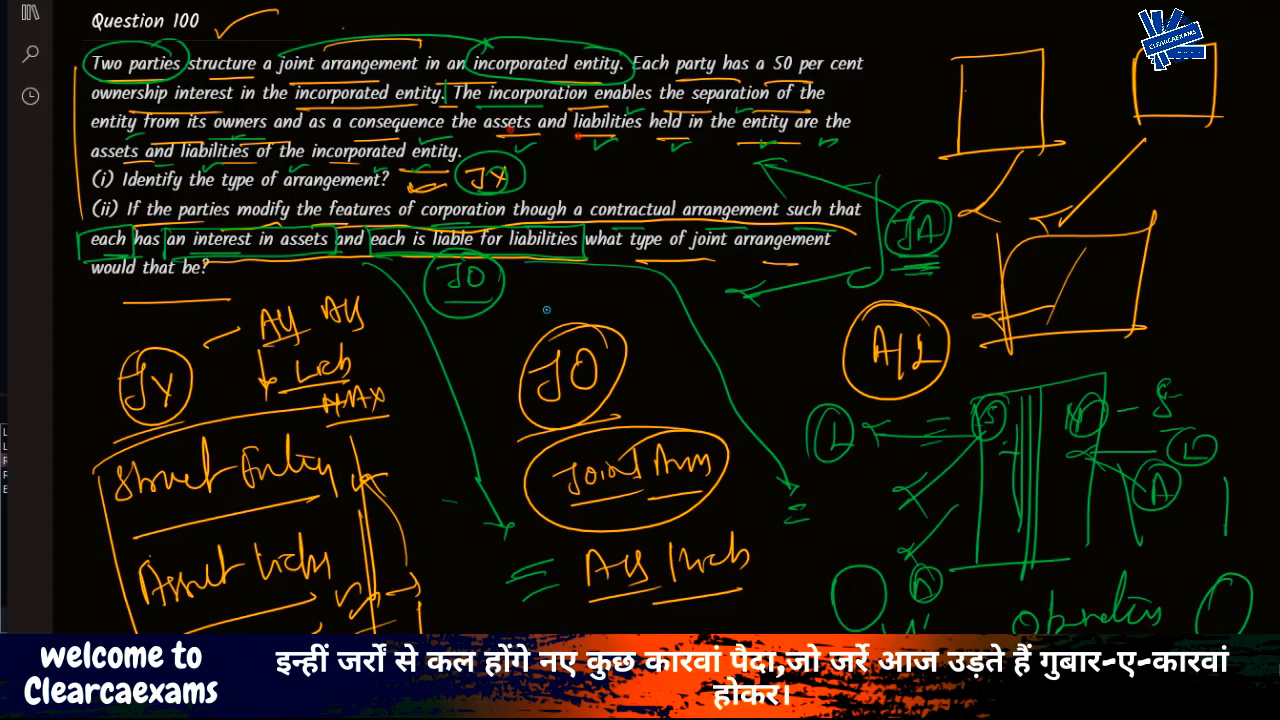 Question 100
CLEARCAEXAMS
Two parties structure a joint arrangement in an incorporated entity. Each party has a 50 per cent
ownership interest in the incorporated entity. The incorporation enables the separation of the
entity from its owners and as a consequence the assets and liabilities held in the entity are the
assets and liabilities of the incorporated entity.
(i) Identify the type of arrangement?
JV
(ii) If the parties modify the features of corporation though a contractual arrangement such that
each has an interest in assets and each is liable for liabilities what type of joint arrangement
would that be?
JA
JO
A/L
JV
JO
Struct Entity
Joint Arrn
L
L
A
A
welcome to
Clearcaexams
इन्हीं जर्रों से कल होंगे नए कुछ कारवां पैदा,जो जर्रे आज उड़ते हैं गुबार-ए-कारवां
होकर।